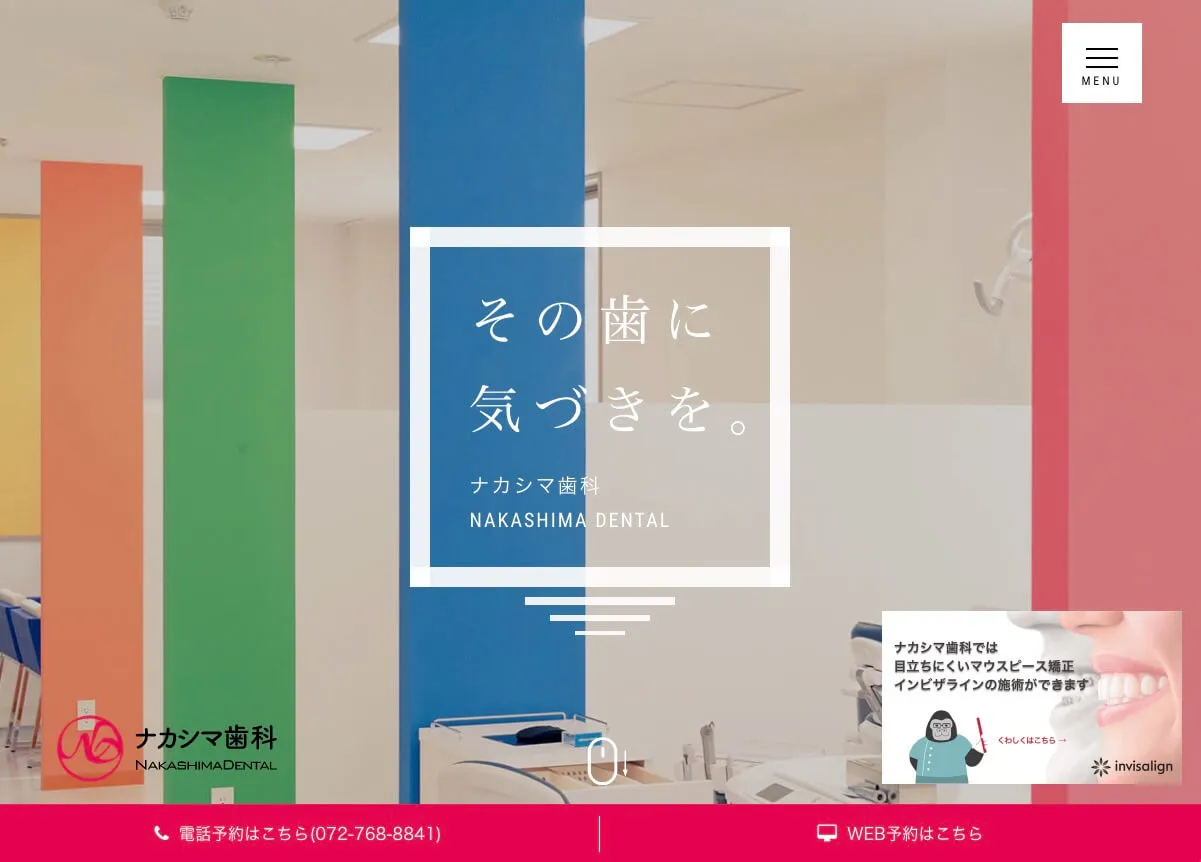 MENU
その歯に
気づきを。
ナカシマ歯科
NAKASHIMA DENTAL
ナカシマ歯科では
目立ちにくいマウスピース矯正
インビザラインの施術ができます
くわしくはこちら →
invisalign
ナカシマ歯科
NAKASHIMADENTAL
電話予約はこちら(072-768-8841)
WEB予約はこちら